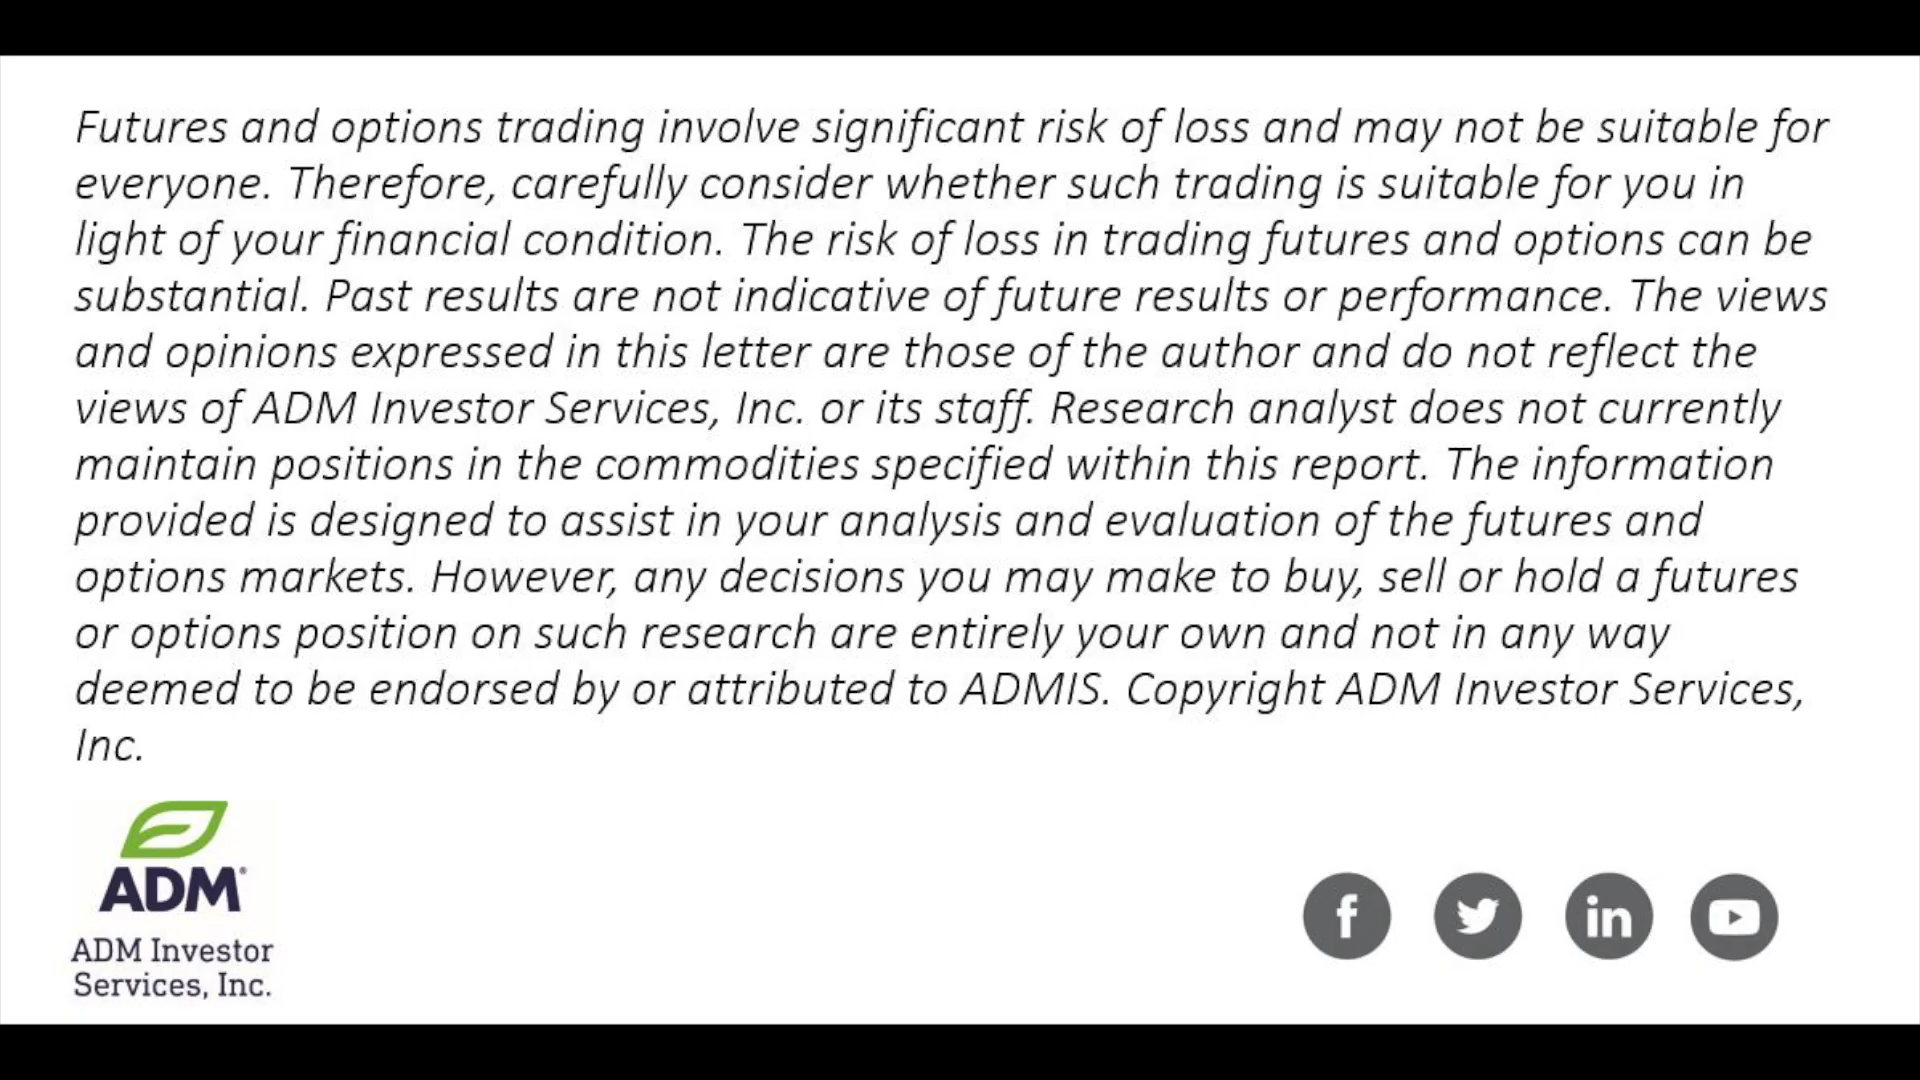 Futures and options trading involve significant risk of loss and may not be suitable for
everyone. Therefore, carefully consider whether such trading is suitable for you in
light of your financial condition. The risk of loss in trading futures and options can be
substantial. Past results are not indicative of future results or performance. The views
and opinions expressed in this letter are those of the author and do not reflect the
views of ADM Investor Services, Inc. or its staff. Research analyst does not currently
maintain positions in the commodities specified within this report. The information
provided is designed to assist in your analysis and evaluation of the futures and
options markets. However, any decisions you may make to buy, sell or hold a futures
or options position on such research are entirely your own and not in any way
deemed to be endorsed by or attributed to ADMIS. Copyright ADM Investor Services,
Inc.
ADM®
ADM Investor
Services, Inc.
f
in